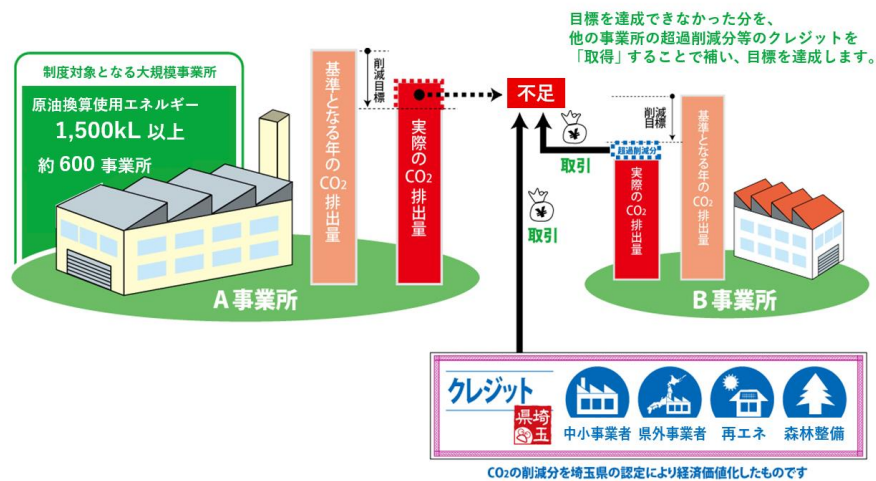 目標を達成できなかった分を、
他の事業所の超過削減分等のクレジットを
「取得」することで補い、目標を達成します。
制度対象となる大規模事業所
原油換算使用エネルギー
1,500kL 以上
約 600 事業所
基準となる年のCO₂排出量
削減目標
実際のCO₂排出量
不足
取引
取引
削減目標
超過削減分
実際のCO₂排出量
基準となる年のCO₂排出量
A事業所
B事業所
クレジット
埼玉県
中小事業者
県外事業者
再エネ
森林整備
CO₂の削減分を埼玉県の認定により経済価値化したものです